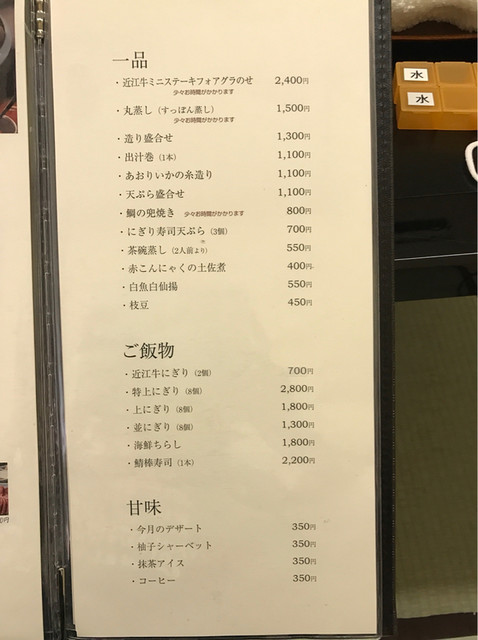 一品
・近江牛ミニステーキフォアグラのせ 2,400円
少々お時間がかかります
・丸蒸し(すっぽん蒸し) 1,500円
少々お時間がかかります
・造り盛合せ 1,300円
・出汁巻(1本) 1,100円
・あおりいかの糸造り 1,100円
・天ぷら盛合せ 1,100円
・鯛の兜焼き 少々お時間がかかります 800円
・にぎり寿司天ぷら(3個) 700円
・茶碗蒸し(2人前より) 550円
・赤こんにゃくの土佐煮 400円
・白魚白仙揚 550円
・枝豆 450円
ご飯物
・近江牛にぎり(2個) 700円
・特上にぎり(8個) 2,800円
・上にぎり(8個) 1,800円
・並にぎり(8個) 1,300円
・海鮮ちらし 1,800円
・鯖棒寿司(1本) 2,200円
甘味
・今月のデザート 350円
・柚子シャーベット 350円
・抹茶アイス 350円
・コーヒー 350円
水
水